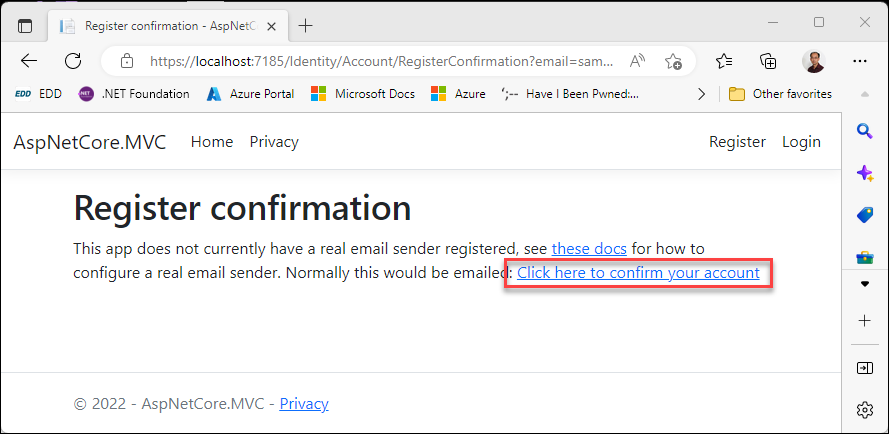 Register confirmation - AspNetC
https://localhost:7185/Identity/Account/RegisterConfirmation?email=sam...
EDD EDD .NET .NET Foundation Azure Portal Microsoft Docs Azure ';-- Have I Been Pwned:... Other favorites
AspNetCore.MVC Home Privacy Register Login
Register confirmation
This app does not currently have a real email sender registered, see these docs for how to
configure a real email sender. Normally this would be emailed: Click here to confirm your account
© 2022 - AspNetCore.MVC - Privacy